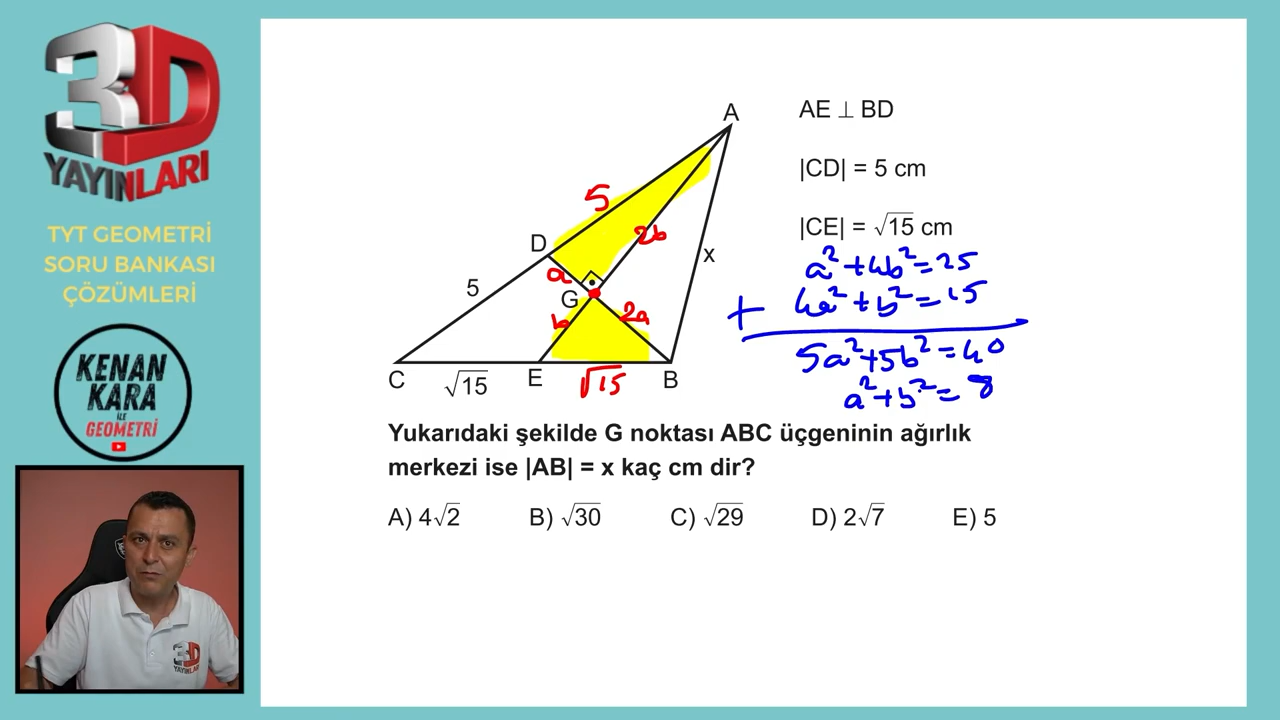 3D
YAYINLARI
TYT GEOMETRİ
SORU BANKASI
ÇÖZÜMLERİ
KENAN
KARA
İLE
GEOMETRİ
3D
YAYINLARI
A
D
G
C
E
B
5
5
x
a
2b
b
2a
√15
√15
AE ⊥ BD
|CD| = 5 cm
|CE| = √15 cm
a² + 4b² = 25
+ 4a² + b² = 15
5a² + 5b² = 40
a² + b² = 8
Yukarıdaki şekilde G noktası ABC üçgeninin ağırlık
merkezi ise |AB| = x kaç cm dir?
A) 4√2 B) √30 C) √29 D) 2√7 E) 5